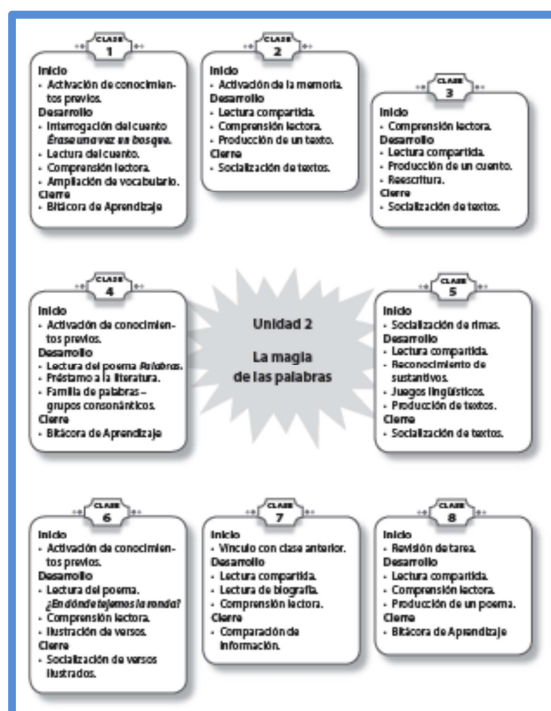 CLASE
1
Inicio
- Activación de conocimien-
tos previos.
Desarrollo
- Interrogación del cuento
Érase una vez un bosque.
- Lectura del cuento.
- Comprensión lectora.
- Ampliación de vocabulario.
Cierre
- Bitácora de Aprendizaje
CLASE
2
Inicio
- Activación de la memoria.
Desarrollo
- Lectura compartida.
- Comprensión lectora.
- Producción de un texto.
Cierre
- Socialización de textos.
CLASE
3
Inicio
- Comprensión lectora.
Desarrollo
- Lectura compartida.
- Producción de un cuento.
- Reescritura.
Cierre
- Socialización de textos.
CLASE
4
Inicio
- Activación de conocimien-
tos previos.
Desarrollo
- Lectura del poema Palabras.
- Préstamo a la literatura.
- Familia de palabras –
grupos consonánticos.
Cierre
- Bitácora de Aprendizaje
Unidad 2
La magia
de las palabras
CLASE
5
Inicio
- Socialización de rimas.
Desarrollo
- Lectura compartida.
- Reconocimiento de
sustantivos.
- Juegos lingüísticos.
- Producción de textos.
Cierre
- Socialización de textos.
CLASE
6
Inicio
- Activación de conocimien-
tos previos.
Desarrollo
- Lectura del poema.
¿En dónde tejemos la ronda?
- Comprensión lectora.
- Ilustración de versos.
Cierre
- Socialización de versos
ilustrados.
CLASE
7
Inicio
- Vínculo con clase anterior.
Desarrollo
- Lectura compartida.
- Lectura de biografía.
- Comprensión lectora.
Cierre
- Comparación de
información.
CLASE
8
Inicio
- Revisión de tarea.
Desarrollo
- Lectura compartida.
- Comprensión lectora.
- Producción de un poema.
Cierre
- Bitácora de Aprendizaje